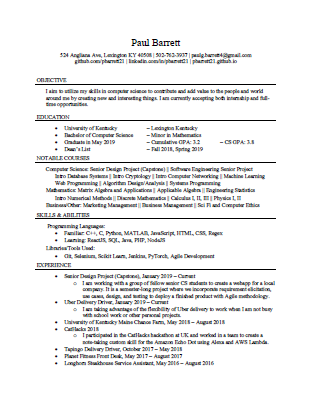 Paul Barrett
524 Angliana Ave, Lexington KY 40508 | 502-762-3937 | paulg.barrett4@gmail.com
github.com/pbarrett21 | linkedin.com/in/pbarrett21 | pbarrett21.github.io
OBJECTIVE
I aim to utilize my skills in computer science to contribute and add value to the people and world
around me by creating new and interesting things. I am currently accepting both internship and full-
time opportunities.
EDUCATION
• University of Kentucky – Lexington Kentucky
• Bachelor of Computer Science – Minor in Mathematics
• Graduate in May 2019 – Cumulative GPA: 3.2 – CS GPA: 3.8
• Dean's List – Fall 2018, Spring 2019
NOTABLE COURSES
Computer Science: Senior Design Project (Capstone) || Software Engineering Senior Project
Intro Database Systems || Intro Cryptology || Intro Computer Networking || Machine Learning
Web Programming || Algorithm Design/Analysis || Systems Programming
Mathematics: Matrix Algebra and Applications || Applicable Algebra || Engineering Statistics
Intro Numerical Methods || Discrete Mathematics || Calculus I, II, III || Physics I, II
Business/Other: Marketing Management || Business Management || Sci Fi and Computer Ethics
SKILLS & ABILITIES
Programming Languages:
• Familiar: C++, C, Python, MATLAB, JavaScript, HTML, CSS, Regex
• Learning: ReactJS, SQL, Java, PHP, NodeJS
Libraries/Tools Used:
• Git, Selenium, Scikit Learn, Jenkins, PyTorch, Agile Development
EXPERIENCE
• Senior Design Project (Capstone), January 2019 – Current
o I am working with a group of fellow senior CS students to create a webapp for a local
company. It is a semester-long project where we incorporate requirement elicitation,
use cases, design, and testing to deploy a finished product with Agile methodology.
• Uber Delivery Driver, January 2019 – Current
o I am taking advantage of the flexibility of Uber delivery to work when I am not busy
with school work or other personal projects.
• University of Kentucky Maine Chance Farm, May 2018 – August 2018
• CatHacks 2018
o I participated in the CatHacks hackathon at UK and worked in a team to create a
note-taking custom skill for the Amazon Echo Dot using Alexa and AWS Lambda.
• Tapingo Delivery Driver, October 2017 – May 2018
• Planet Fitness Front Desk, May 2017 – August 2017
• Longhorn Steakhouse Service Assistant, May 2016 – August 2016